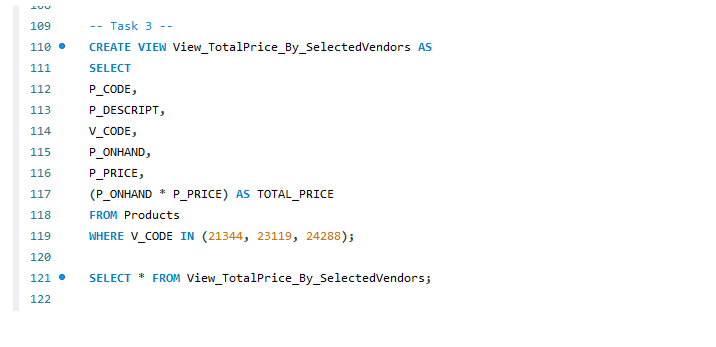 108
109 -- Task 3 --
110 CREATE VIEW View_TotalPrice_By_SelectedVendors AS
111 SELECT
112 P_CODE,
113 P_DESCRIPT,
114 V_CODE,
115 P_ONHAND,
116 P_PRICE,
117 (P_ONHAND * P_PRICE) AS TOTAL_PRICE
118 FROM Products
119 WHERE V_CODE IN (21344, 23119, 24288);
120
121 SELECT * FROM View_TotalPrice_By_SelectedVendors;
122